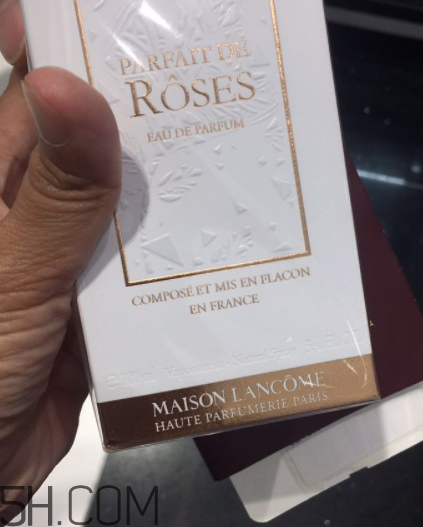 PARFAIT DE
RÔSES
EAU DE PARFUM
COMPOSÉ ET MIS EN FLACON
EN FRANCE
MAISON LANCÔME
HAUTE PARFUMERIE PARIS
5H.COM